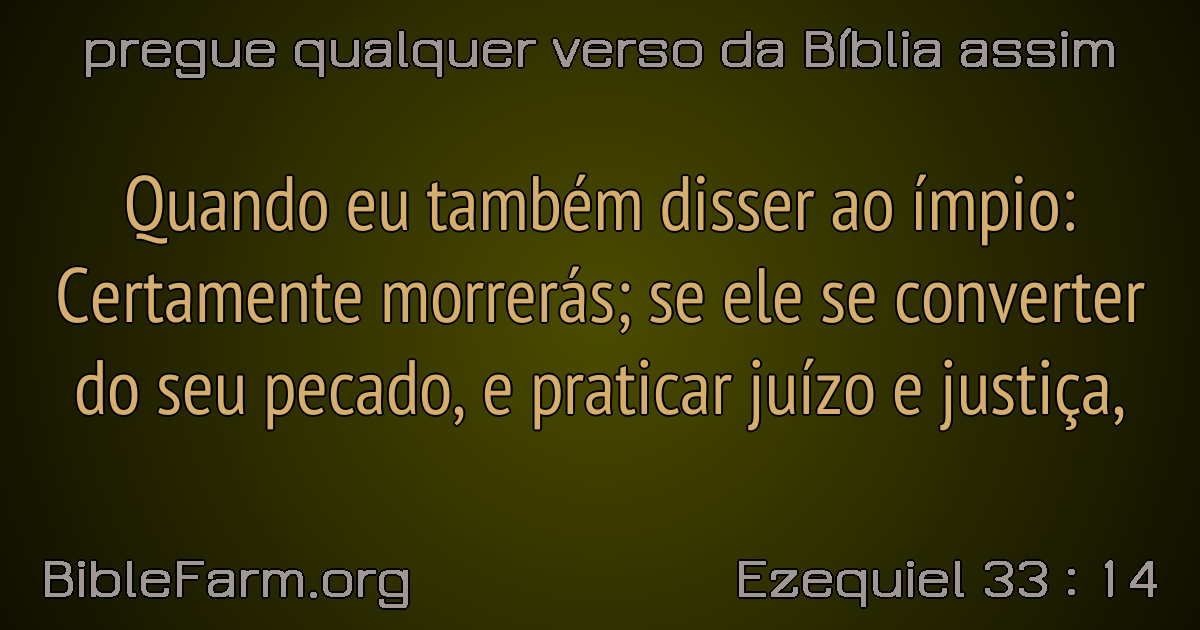 pregue qualquer verso da Bíblia assim
Quando eu também disser ao ímpio:
Certamente morrerás; se ele se converter
do seu pecado, e praticar juízo e justiça,
BibleFarm.org
Ezequiel 33 : 14